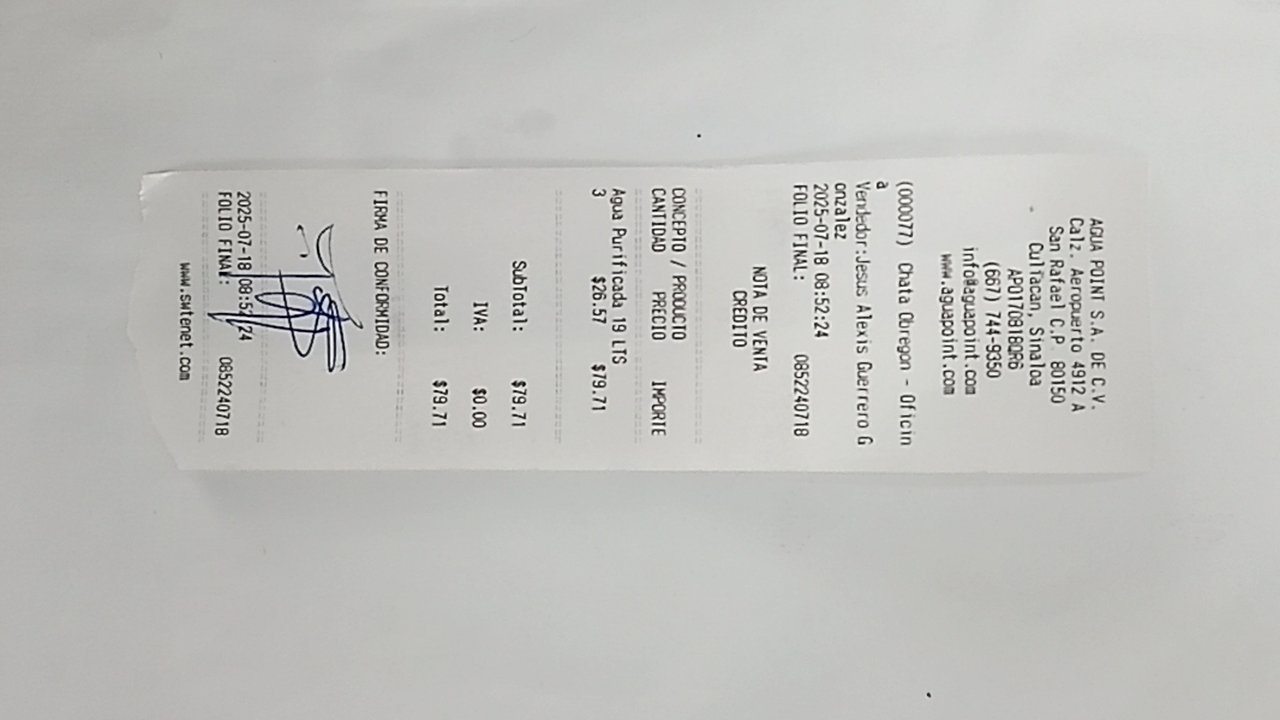 AGUA POINT S.A. DE C.V.
Calz. Aeropuerto 4912 A
San Rafael C.P 80150
Culiacan, Sinaloa
APO170818QR6
(667) 744-9350
info@aguapoint.com
www.aguapoint.com
(000077) Chata Obregon - Oficin
a
Vendedor:Jesus Alexis Guerrero G
onzalez
2025-07-18 08:52:24
FOLIO FINAL: 0852240718
NOTA DE VENTA
CREDITO
CONCEPTO / PRODUCTO
CANTIDAD PRECIO IMPORTE
Agua Purificada 19 LTS
3 $26.57 $79.71
SubTotal: $79.71
IVA: $0.00
Total: $79.71
FIRMA DE CONFORMIDAD:
2025-07-18 08:52:24
FOLIO FINAL: 0852240718
www.swtenet.com